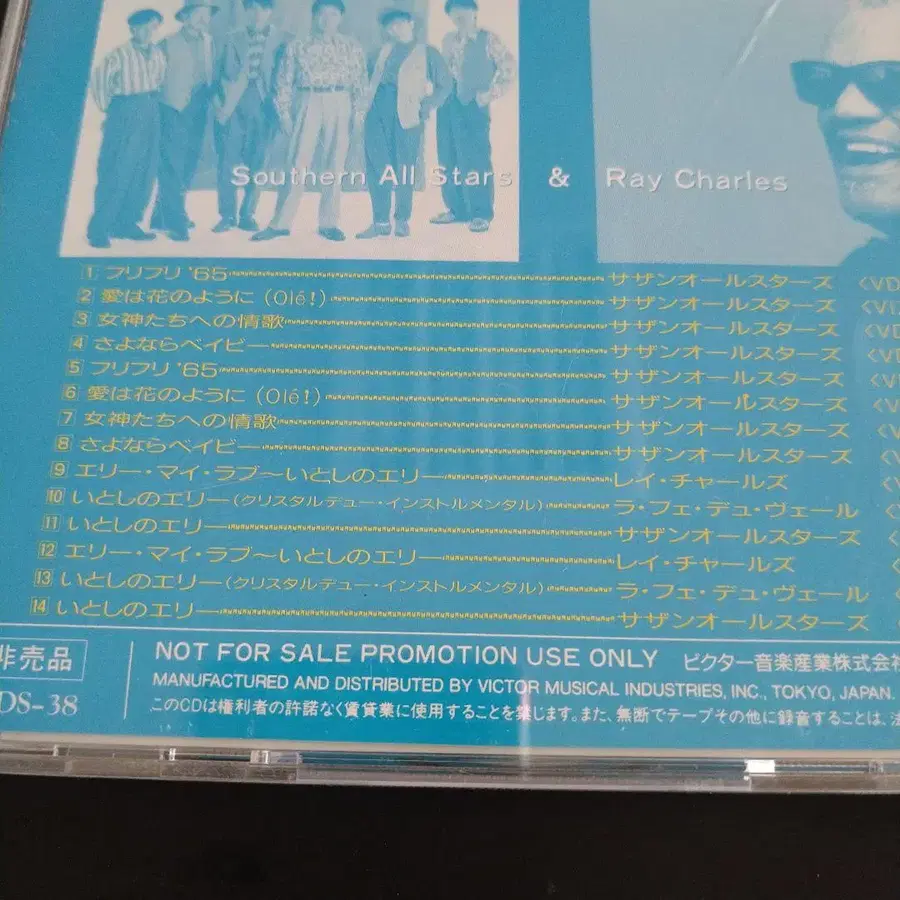 Southern All Stars & Ray Charles
1 フリフリ '65 サザンオールスターズ <VD
2 愛は花のように (Olé!) サザンオールスターズ <VD
3 女神たちへの情歌 サザンオールスターズ <VD
4 さよならベイビー サザンオールスターズ <VD
5 フリフリ '65 サザンオールスターズ <V
6 愛は花のように (Olé!) サザンオールスターズ <V
7 女神たちへの情歌 サザンオールスターズ <V
8 さよならベイビー サザンオールスターズ <V
9 エリー・マイ・ラブ〜いとしのエリー レイ・チャールズ <
10 いとしのエリー (クリスタルデュー・インストルメンタル) ラ・フェ・デュ・ヴェール <
11 いとしのエリー サザンオールスターズ <
12 エリー・マイ・ラブ〜いとしのエリー レイ・チャールズ <
13 いとしのエリー (クリスタルデュー・インストルメンタル) ラ・フェ・デュ・ヴェール <
14 いとしのエリー サザンオールスターズ <
非売品 NOT FOR SALE PROMOTION USE ONLY ビクター音楽産業株式会社
DS-38 MANUFACTURED AND DISTRIBUTED BY VICTOR MUSICAL INDUSTRIES, INC., TOKYO, JAPAN.
このCDは権利者の許諾なく賃貸業に使用することを禁じます。また、無断でテープその他に録音することは、法